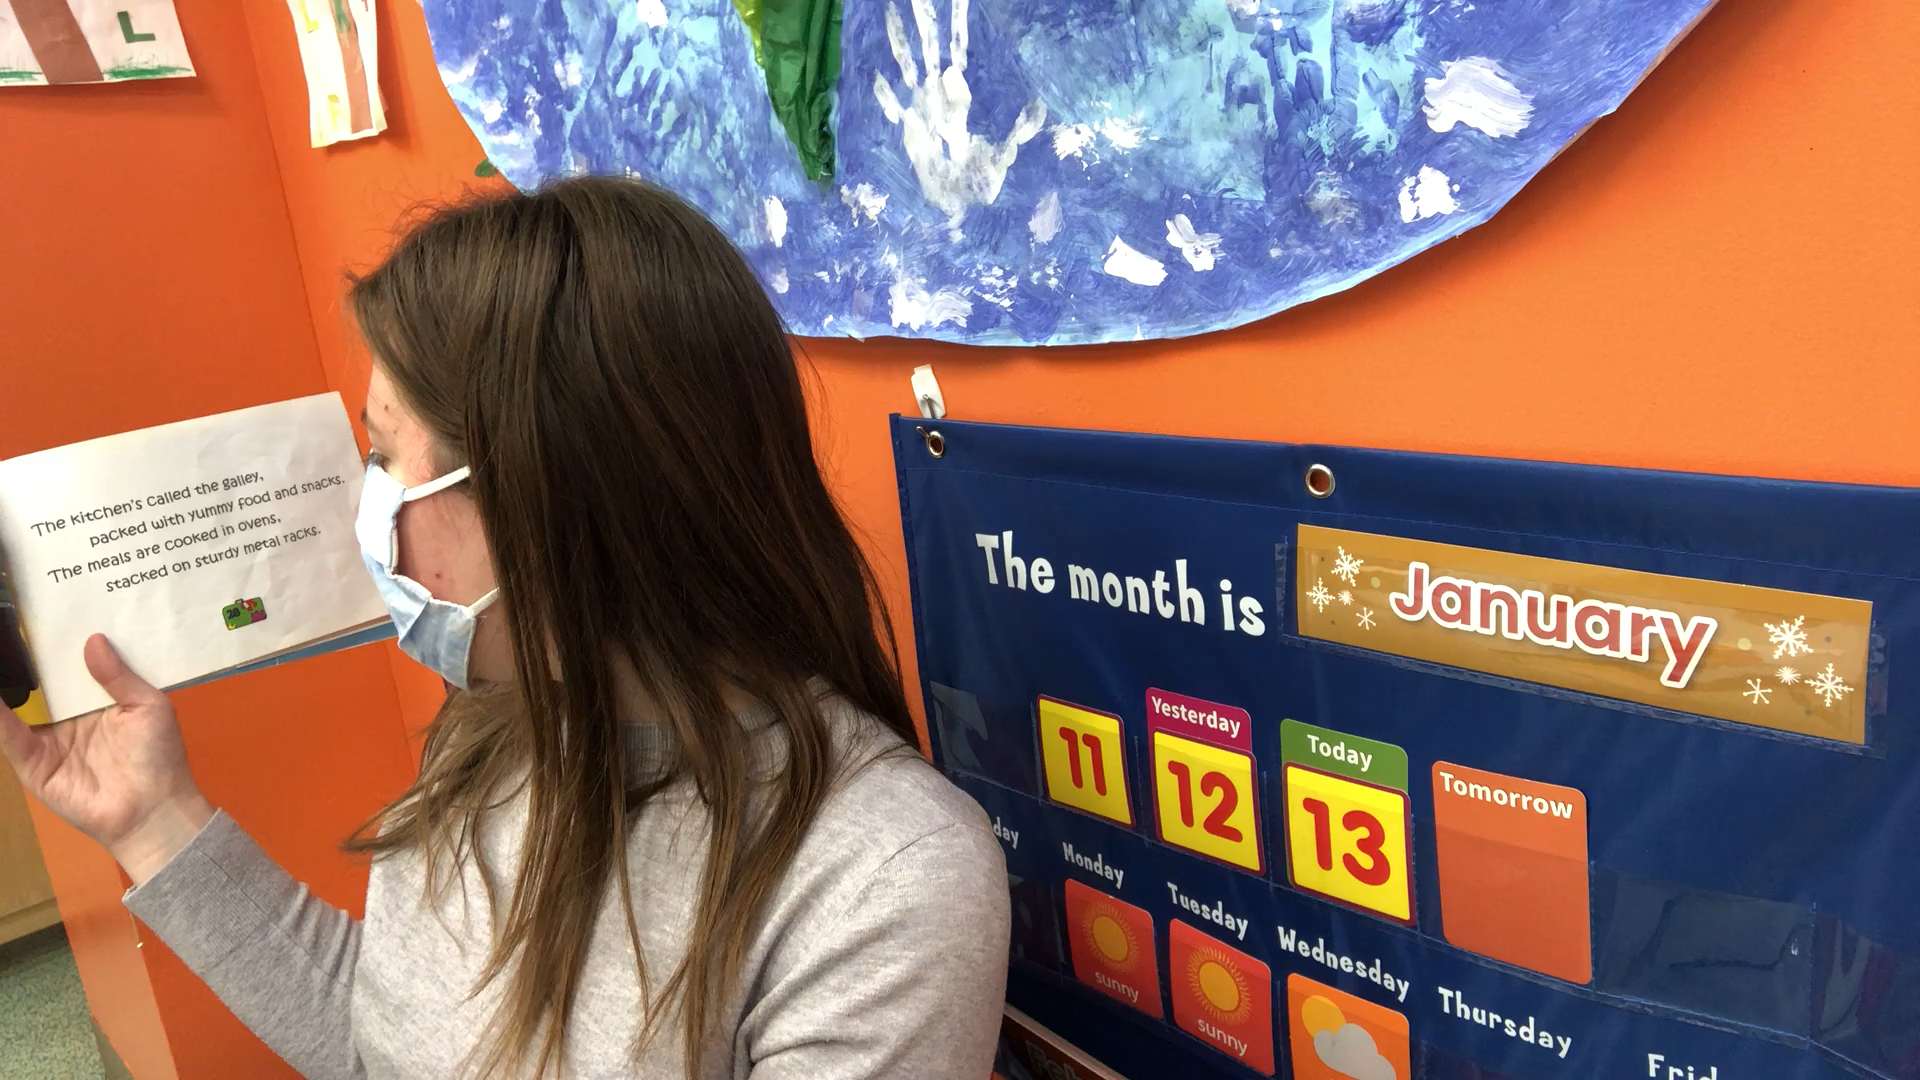 L
The kitchen's called the galley,
packed with yummy food and snacks.
The meals are cooked in ovens,
stacked on sturdy metal racks.
The month is January
11
Yesterday
12
Today
13
Tomorrow
day
Monday
Tuesday
Wednesday
Thursday
Frid
sunny
sunny